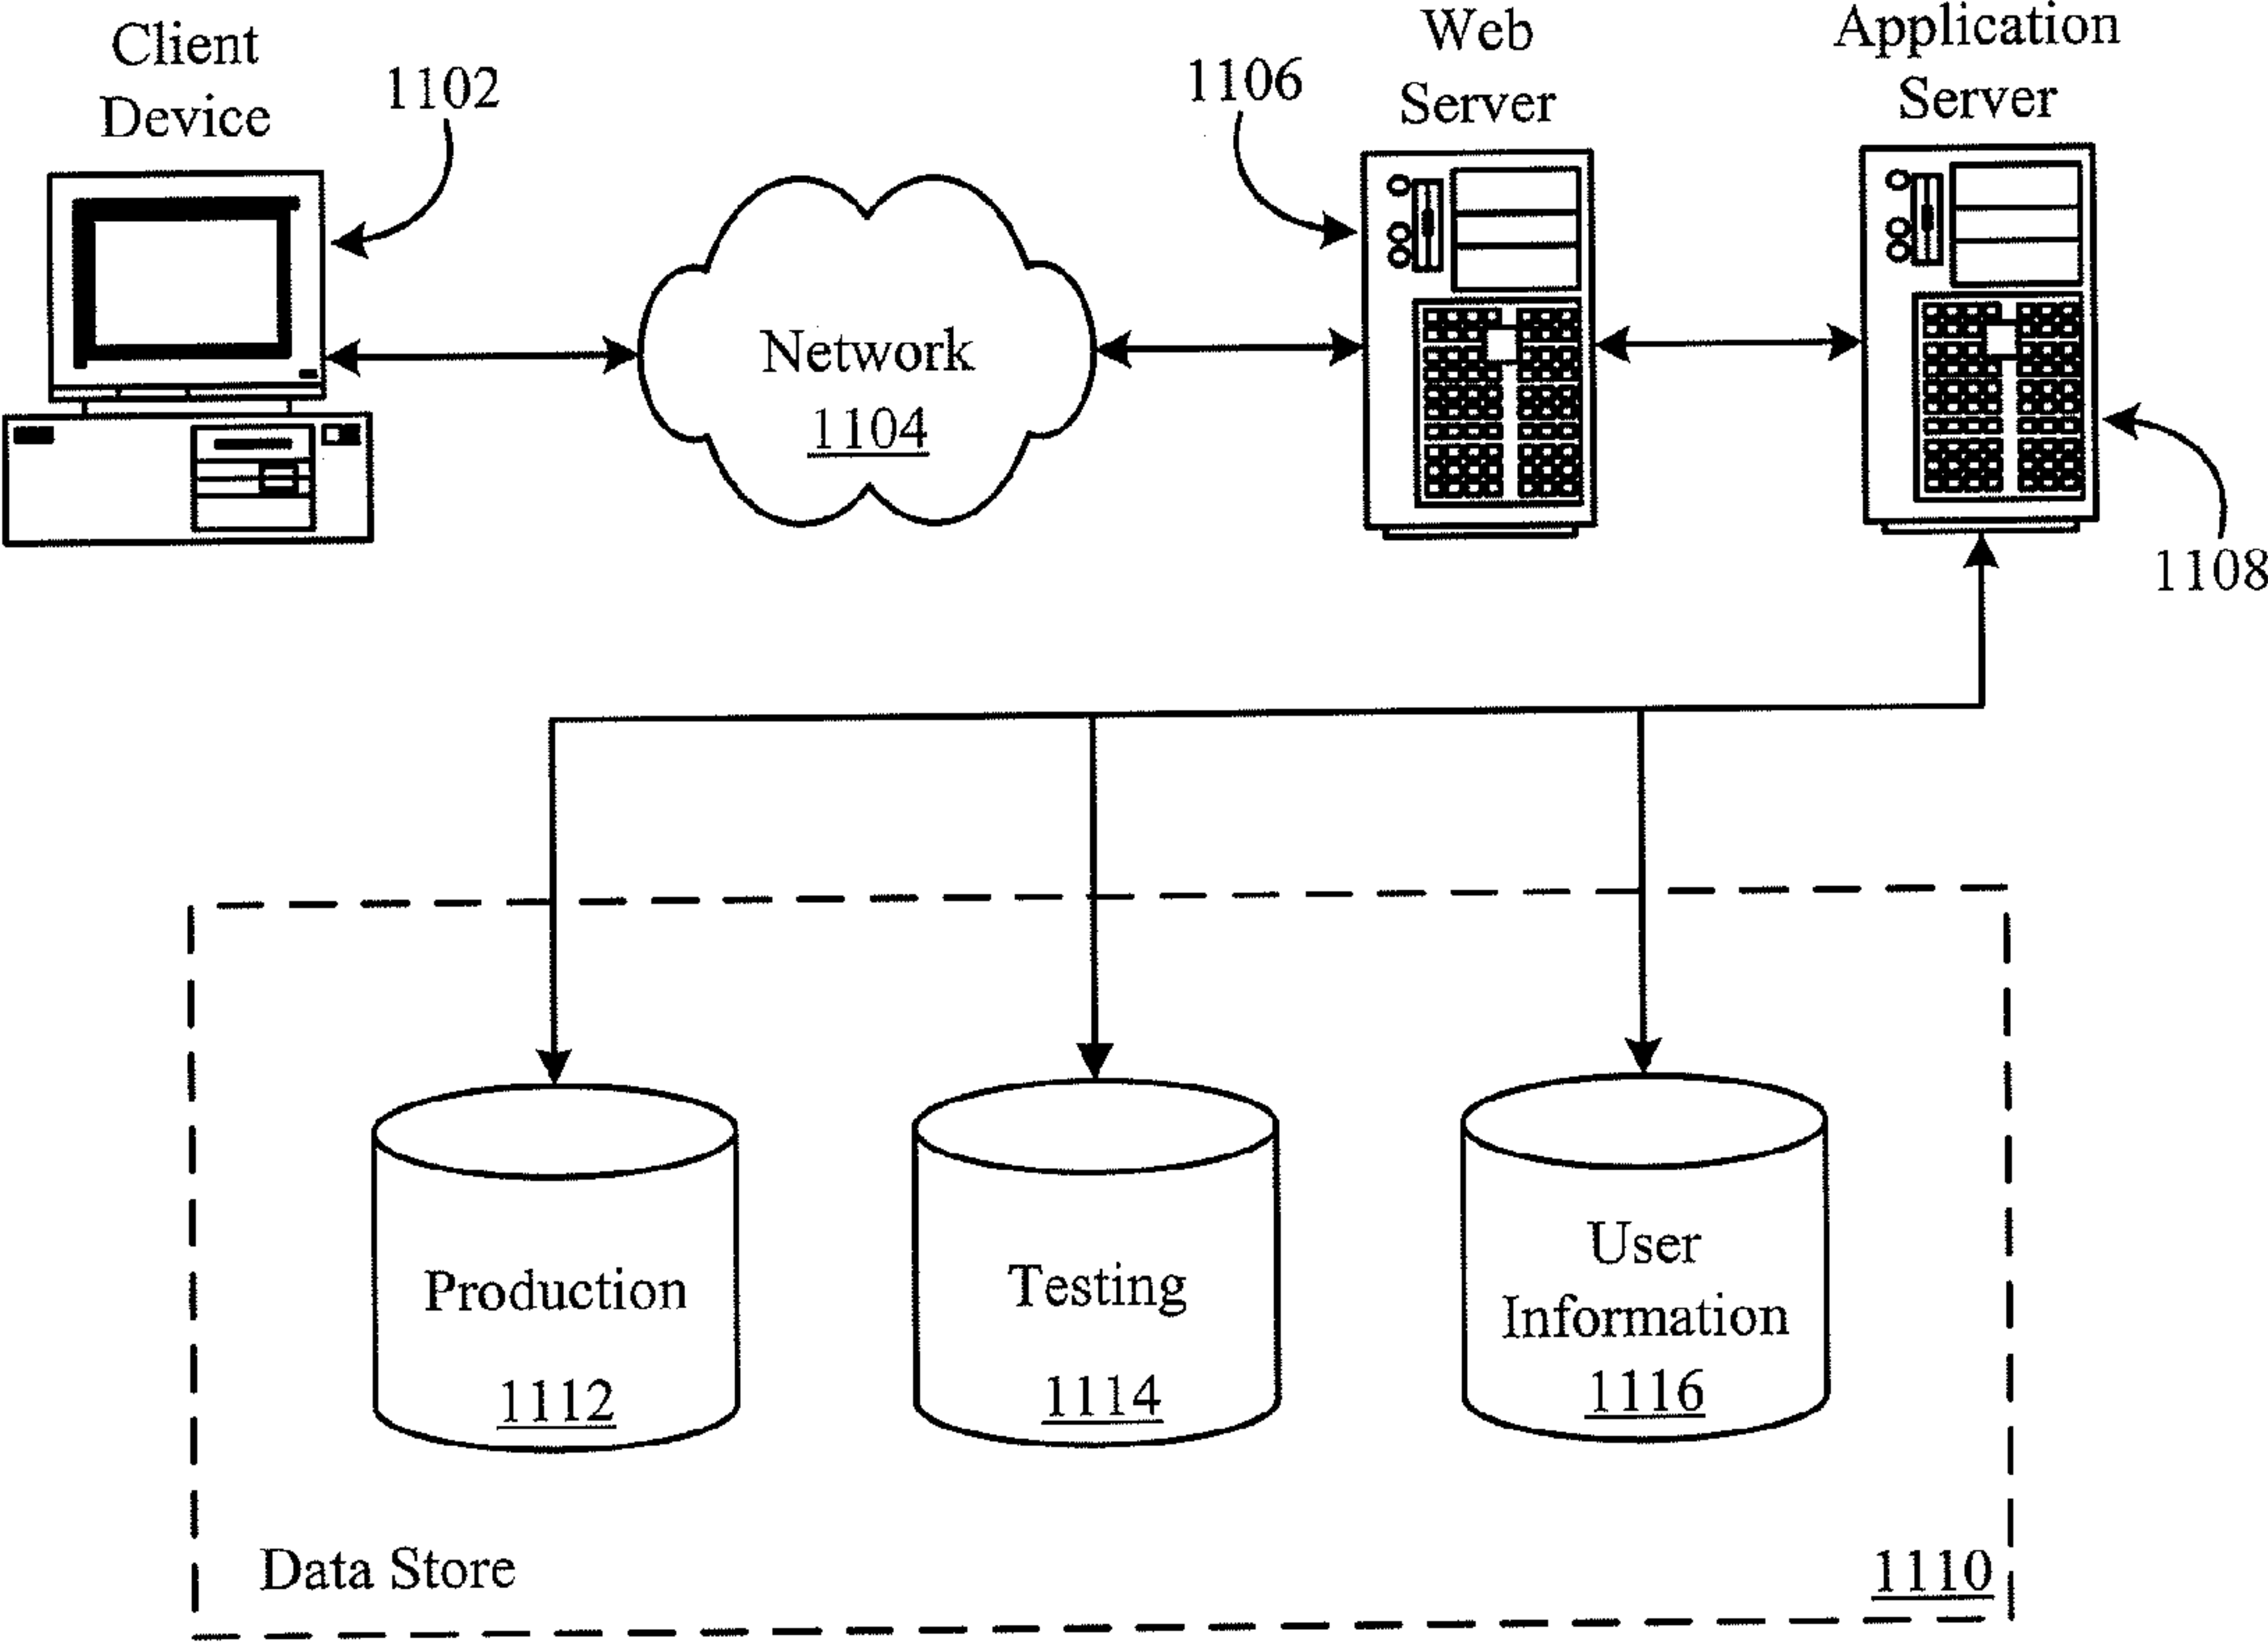 Client
Device
1102
1106
Web
Server
Application
Server
Network
1104
1108
Production
1112
Testing
1114
User
Information
1116
Data Store
1110